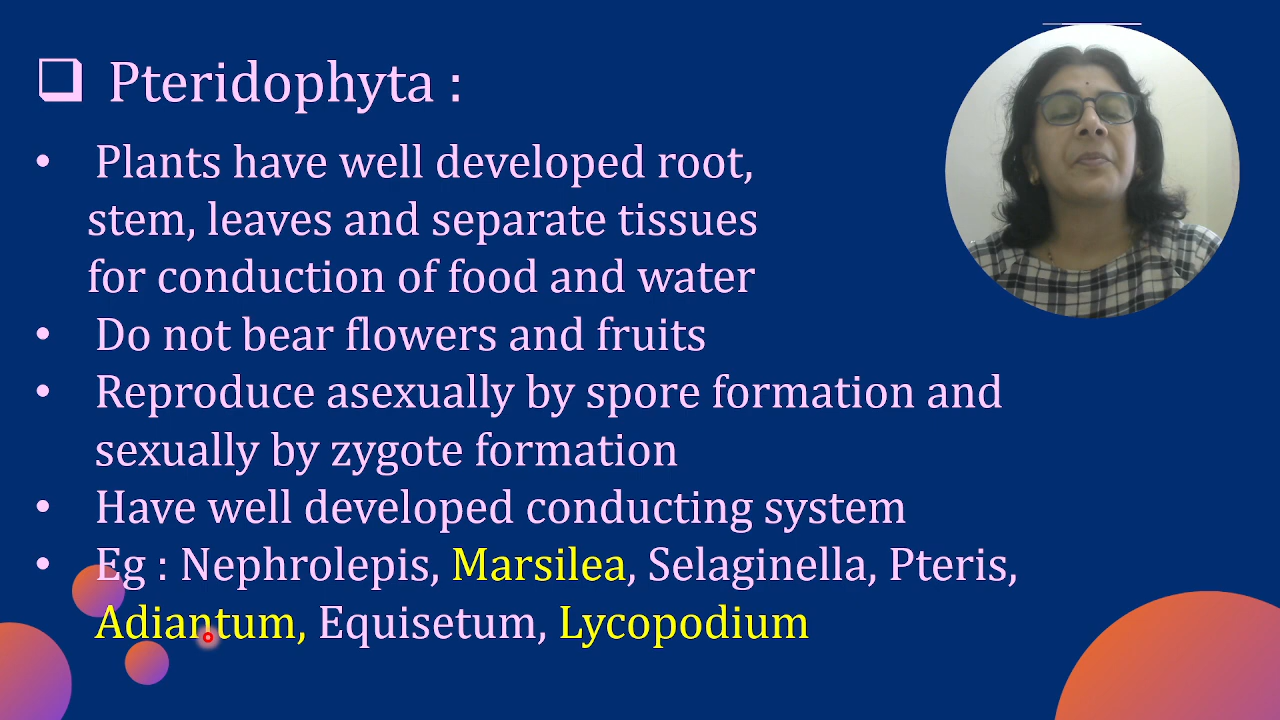 ❑ Pteridophyta :
• Plants have well developed root,
stem, leaves and separate tissues
for conduction of food and water
• Do not bear flowers and fruits
• Reproduce asexually by spore formation and
sexually by zygote formation
• Have well developed conducting system
• Eg : Nephrolepis, Marsilea, Selaginella, Pteris,
Adiantum, Equisetum, Lycopodium